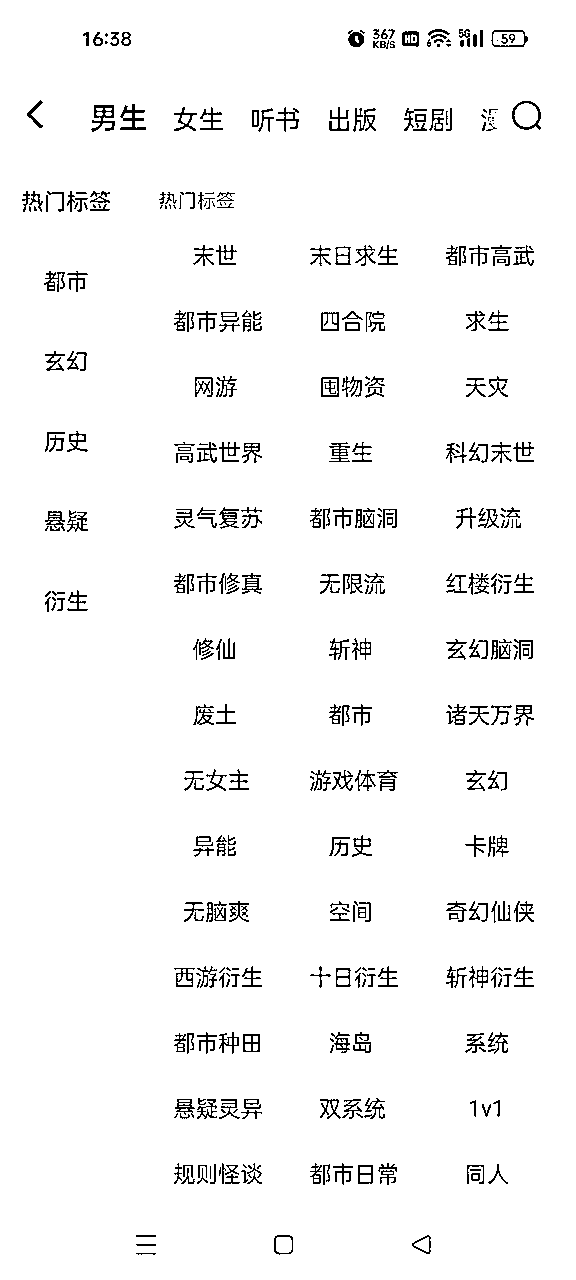 16:38 367 KB/S HD 5G 59
男生 女生 听书 出版 短剧
热门标签 热门标签
末世 末日求生 都市高武
都市
都市异能 四合院 求生
玄幻
网游 囤物资 天灾
历史
高武世界 重生 科幻末世
悬疑
灵气复苏 都市脑洞 升级流
都市修真 无限流 红楼衍生
衍生
修仙 斩神 玄幻脑洞
废土 都市 诸天万界
无女主 游戏体育 玄幻
异能 历史 卡牌
无脑爽 空间 奇幻仙侠
西游衍生 十日衍生 斩神衍生
都市种田 海岛 系统
悬疑灵异 双系统 1v1
规则怪谈 都市日常 同人